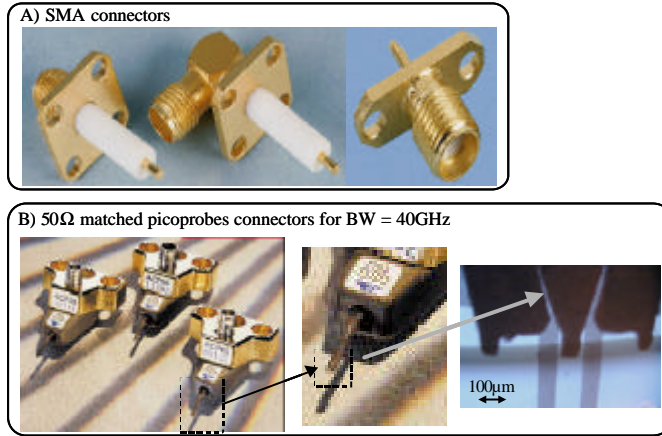 A) SMA connectors
B) 50Ω matched picoprobes connectors for BW = 40GHz
100μm